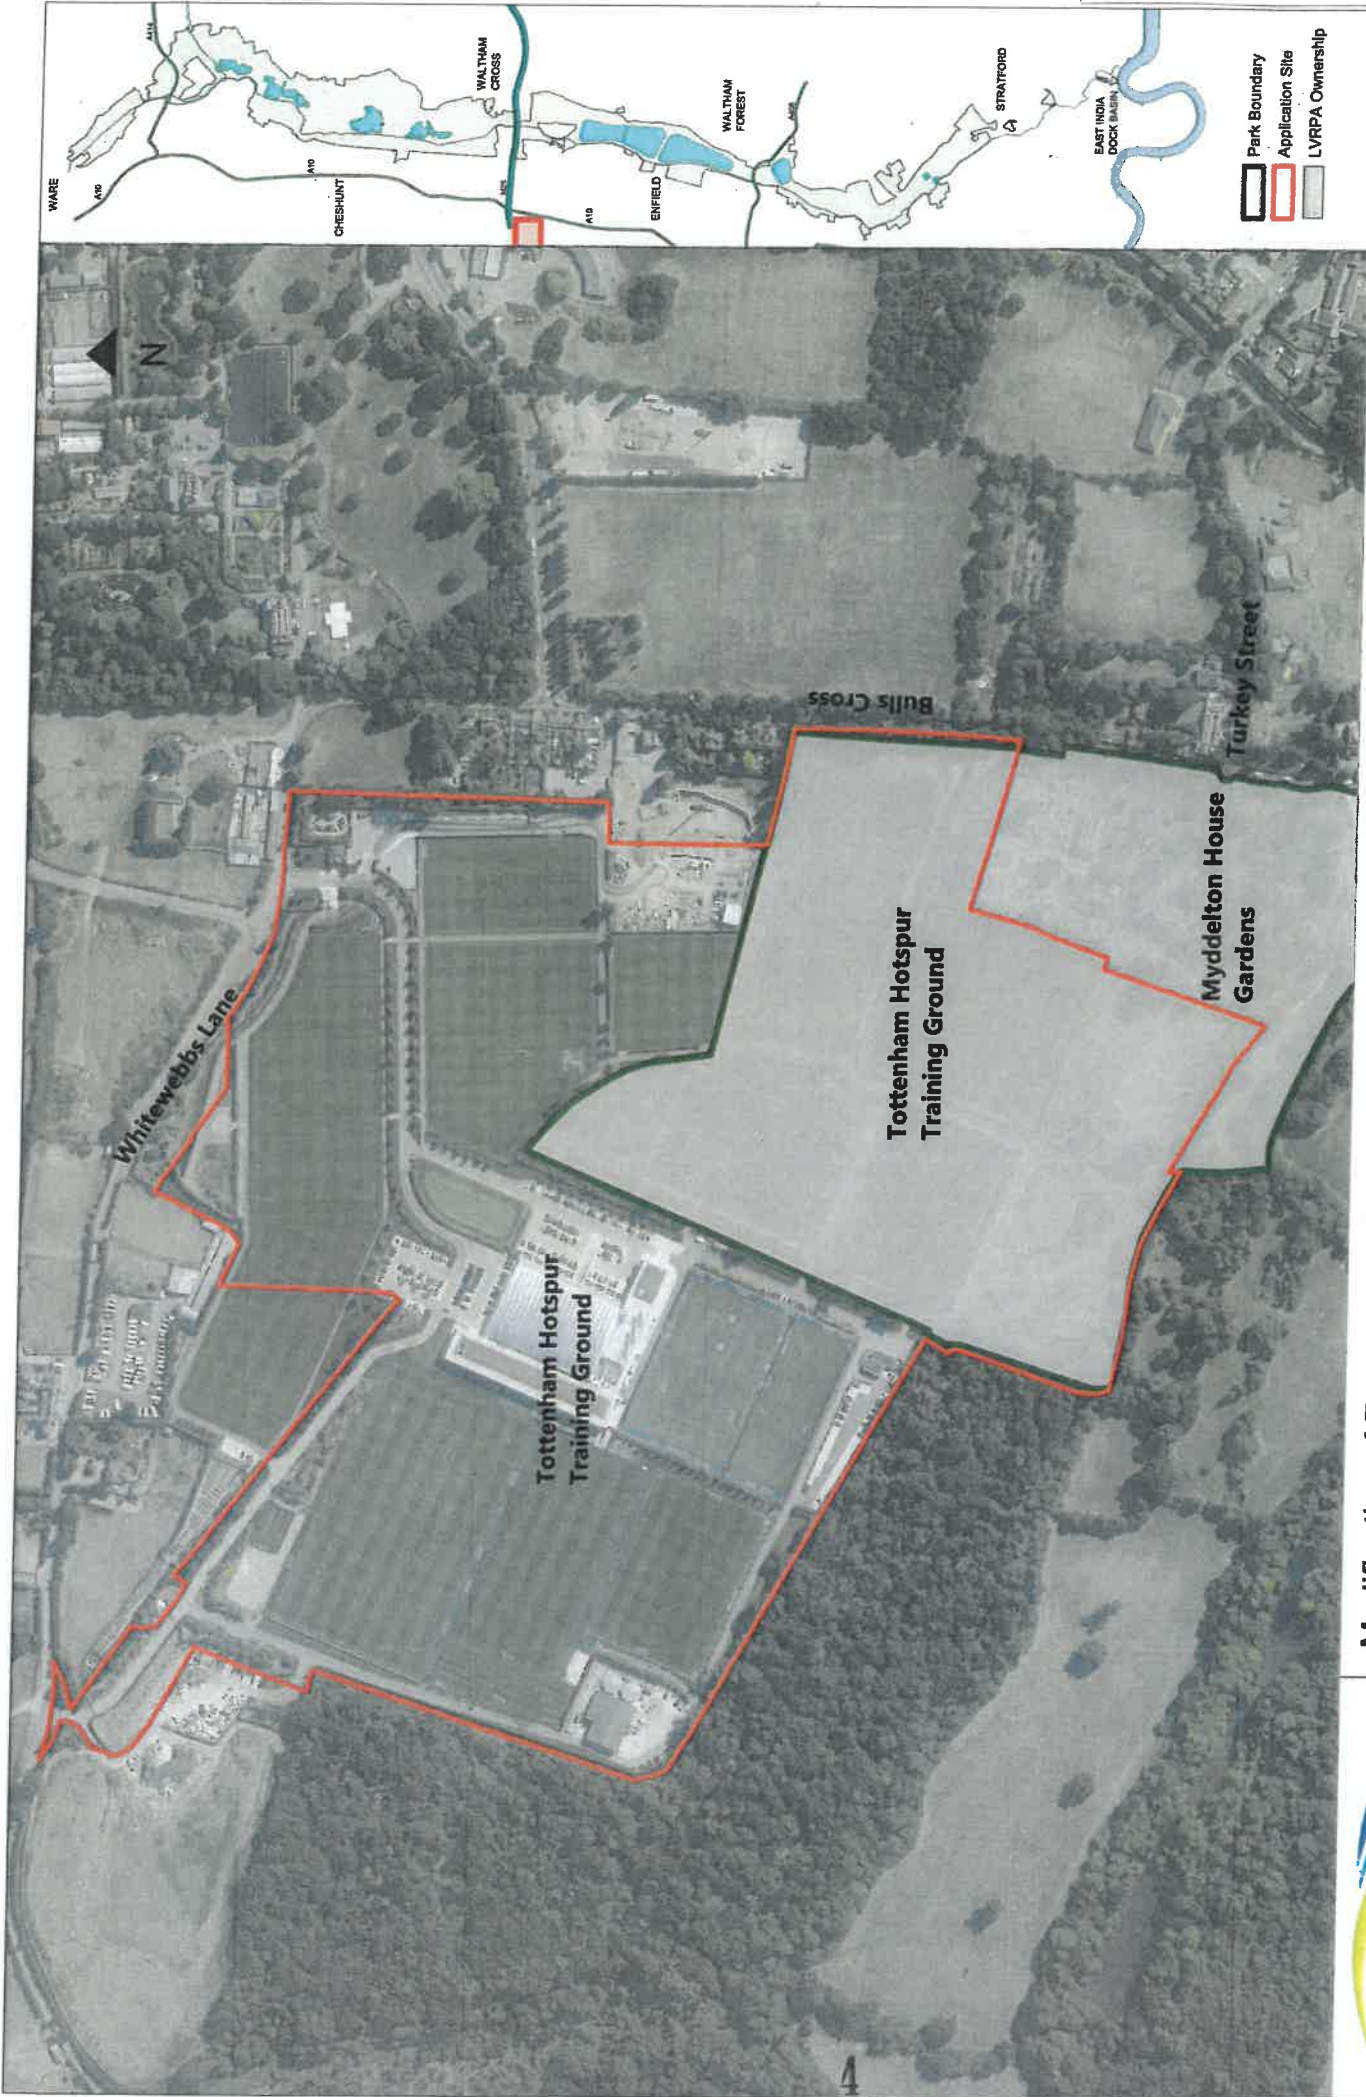 WARE
A414
A10
A10
CHESHUNT
WALTHAM
CROSS
A10
ENFIELD
WALTHAM
FOREST
STRATFORD
EAST INDIA
DOCK BASIN
Park Boundary
Application Site
LVRPA Ownership
N
Whitewebbs Lane
Bulls Cross
Turkey Street
Tottenham Hotspur
Training Ground
Tottenham Hotspur
Training Ground
Myddelton House
Gardens
4